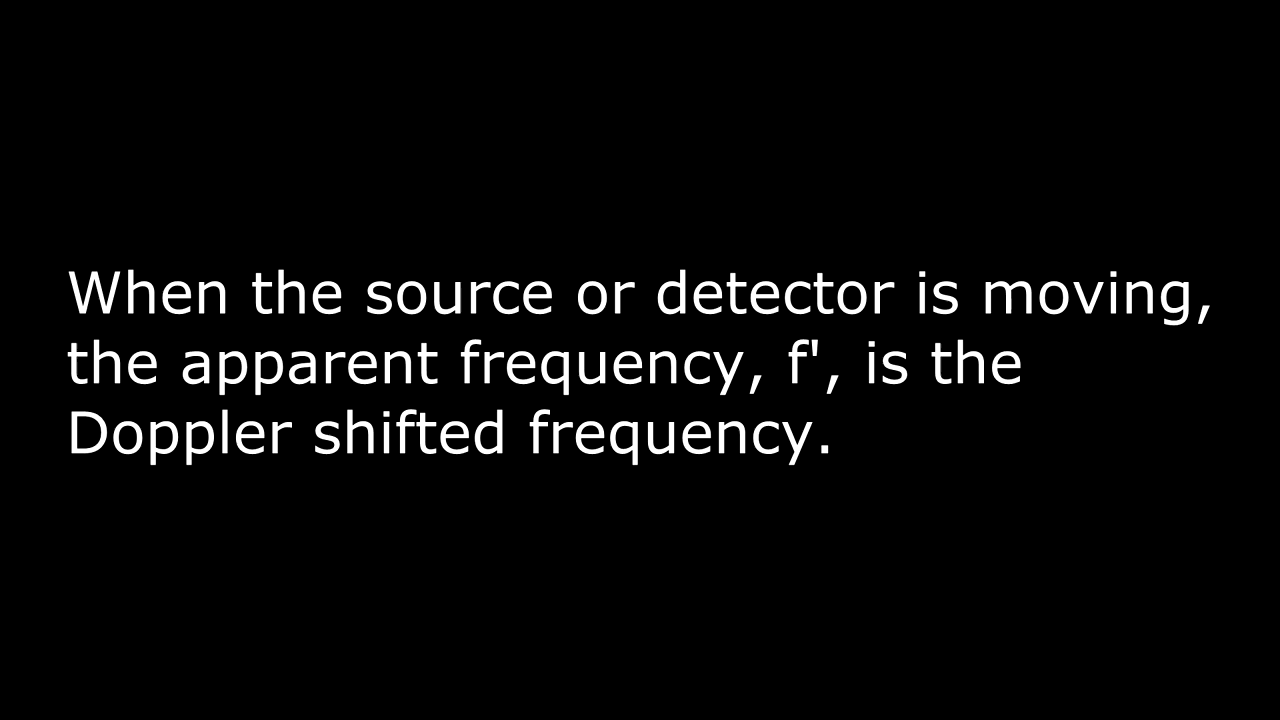 When the source or detector is moving,
the apparent frequency, f', is the
Doppler shifted frequency.